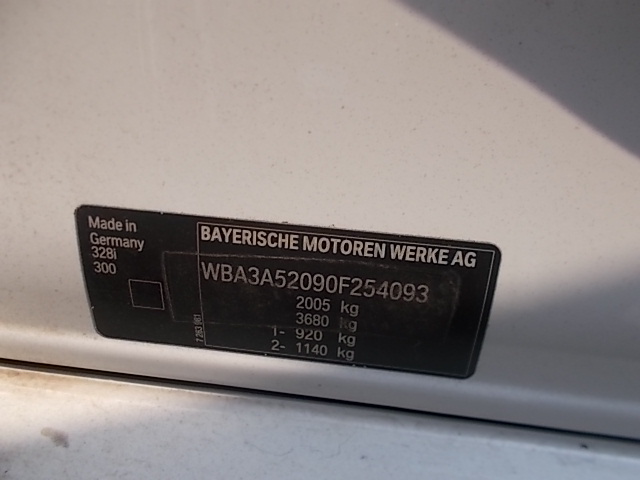 Made in
Germany
328i
300
BAYERISCHE MOTOREN WERKE AG
WBA3A52090F254093
2005 kg
3680 kg
1- 920 kg
2- 1140 kg